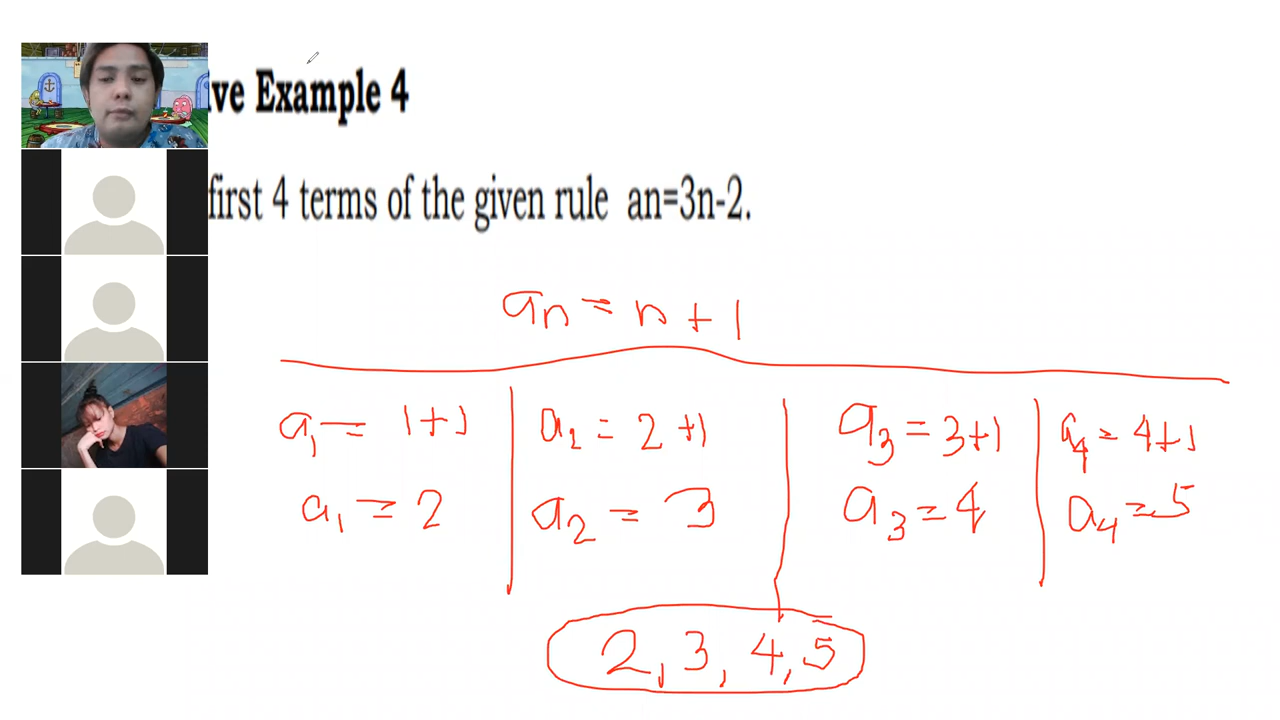 ve Example 4
first 4 terms of the given rule an=3n-2.
an = n + 1
a1 = 1+1 a2 = 2+1 a3 = 3+1 a4 = 4+1
a1 = 2 a2 = 3 a3 = 4 a4 = 5
2, 3, 4, 5